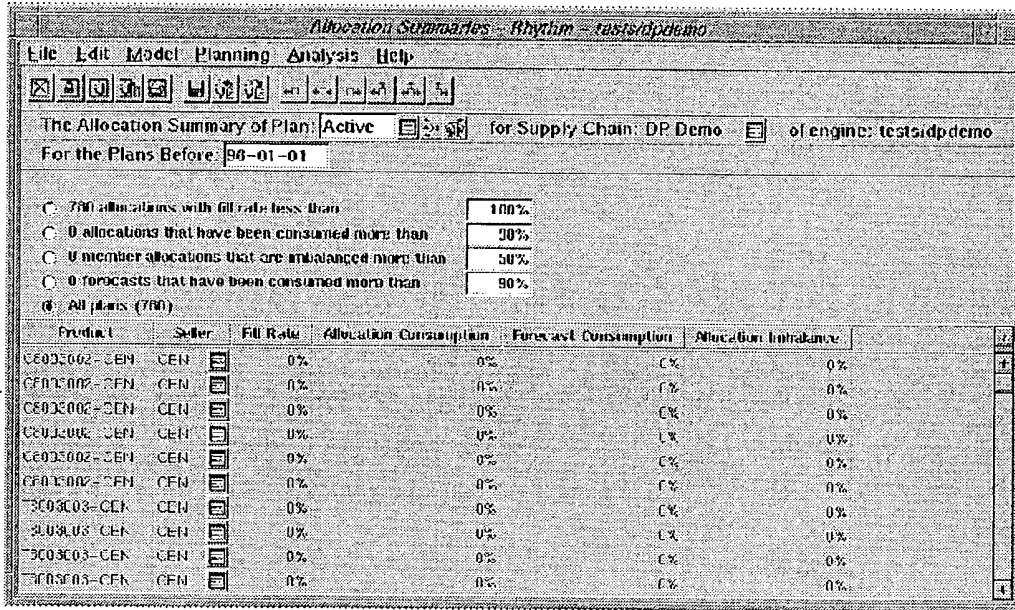 Allocation Summaries - Rhythm - tests/dpdemo
File Edit Model Planning Analysis Help
The Allocation Summary of Plan: Active for Supply Chain: DP Demo of engine: tests/dpdemo
For the Plans Before: 98-01-01
780 allocations with fill rate less than 100%
0 allocations that have been consumed more than 90%
0 member allocations that are imbalanced more than 50%
0 forecasts that have been consumed more than 90%
All plans (780)
Product Seller Fill Rate Allocation Consumption Forecast Consumption Allocation Imbalance
CEN 0% 0% 0% 0%
CEN 0% 0% 0% 0%
CEN 0% 0% 0% 0%
CEN 0% 0% 0% 0%
CEN 0% 0% 0% 0%
CEN 0% 0% 0% 0%
CEN 0% 0% 0% 0%
CEN 0% 0% 0% 0%
CEN 0% 0% 0% 0%
CEN 0% 0% 0% 0%